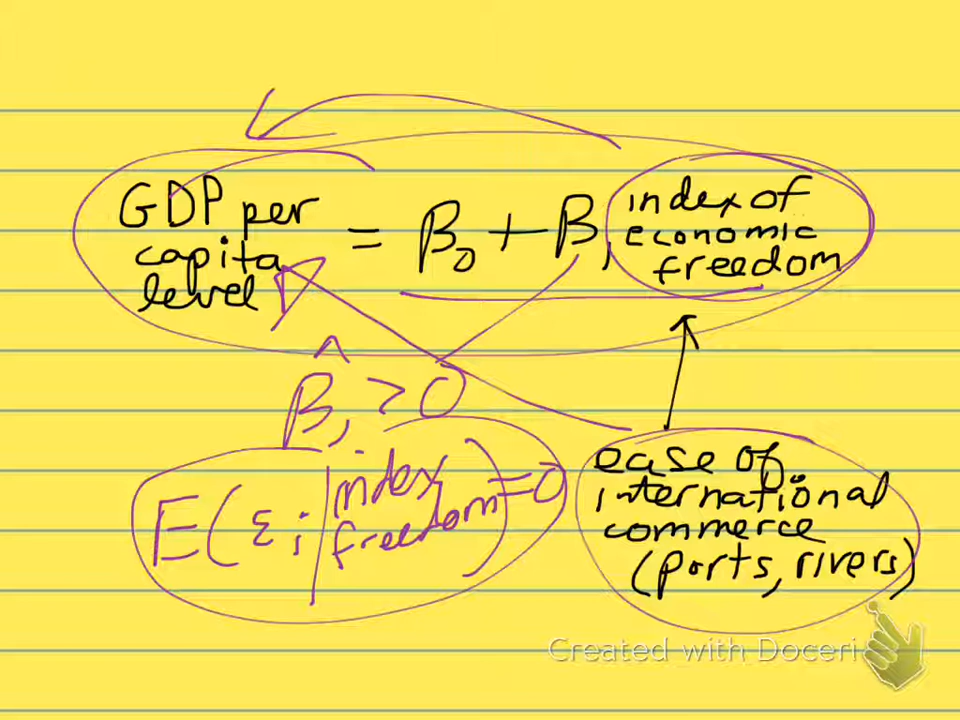 GDP per capita level = β₀ + β₁ index of economic freedom
β̂₁ > 0
E(εᵢ | index freedom) = 0
ease of international commerce (ports, rivers)
Created with Doceri